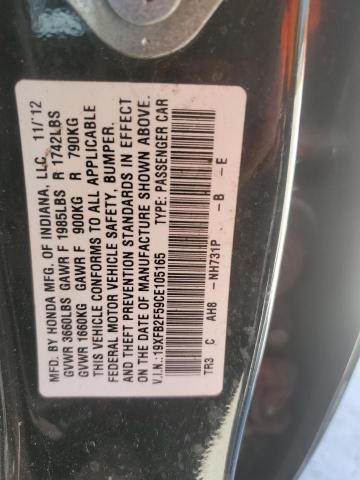 MFG. BY HONDA MFG. OF INDIANA, LLC. 11/'12
GVWR 3660LBS GAWR F 1985LBS R 1742LBS
GVWR 1660KG GAWR F 900KG R 790KG
THIS VEHICLE CONFORMS TO ALL APPLICABLE
FEDERAL MOTOR VEHICLE SAFETY, BUMPER,
AND THEFT PREVENTION STANDARDS IN EFFECT
ON THE DATE OF MANUFACTURE SHOWN ABOVE.
V.I.N.:19XFB2F59CE105165 TYPE: PASSENGER CAR
TR3 C AH8 -NH731P -B -E